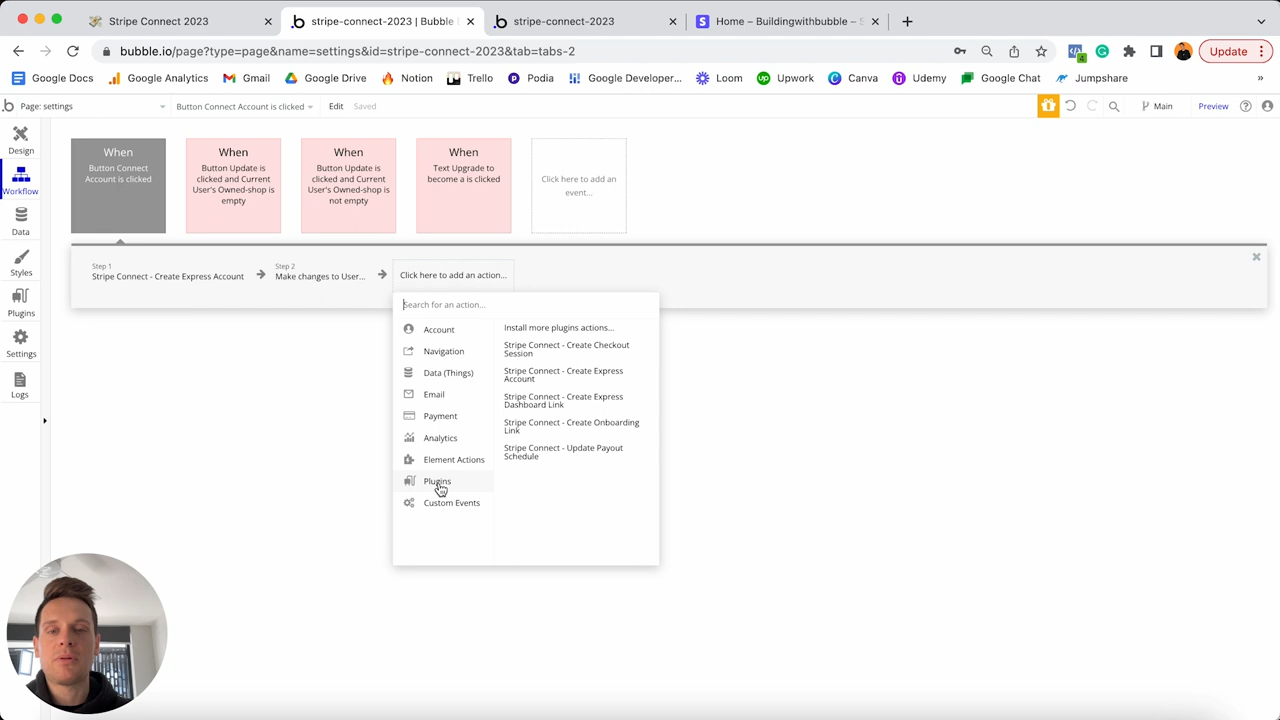 Stripe Connect 2023
stripe-connect-2023 | Bubble
stripe-connect-2023
Home – Buildingwithbubble – S
bubble.io/page?type=page&name=settings&id=stripe-connect-2023&tab=tabs-2
4
Update
Google Docs
Google Analytics
Gmail
Google Drive
Notion
Trello
Podia
Google Developer...
Loom
Upwork
Canva
Udemy
Google Chat
Jumpshare
»
Page: settings
Button Connect Account is clicked
Edit
Saved
Main
Preview
Design
Workflow
Data
Styles
Plugins
Settings
Logs
When
Button Connect
Account is clicked
When
Button Update is
clicked and Current
User's Owned-shop is
empty
When
Button Update is
clicked and Current
User's Owned-shop is
not empty
When
Text Upgrade to
become a is clicked
Click here to add an
event...
Step 1
Stripe Connect - Create Express Account
Step 2
Make changes to User...
Click here to add an action...
Search for an action...
Account
Navigation
Data (Things)
Email
Payment
Analytics
Element Actions
Plugins
Custom Events
Install more plugins actions...
Stripe Connect - Create Checkout
Session
Stripe Connect - Create Express
Account
Stripe Connect - Create Express
Dashboard Link
Stripe Connect - Create Onboarding
Link
Stripe Connect - Update Payout
Schedule